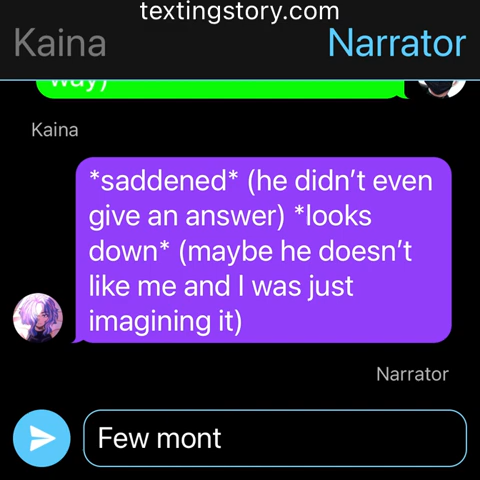 textingstory.com
Kaina
Narrator
way)
Kaina
*saddened* (he didn't even
give an answer) *looks
down* (maybe he doesn't
like me and I was just
imagining it)
Narrator
Few mont